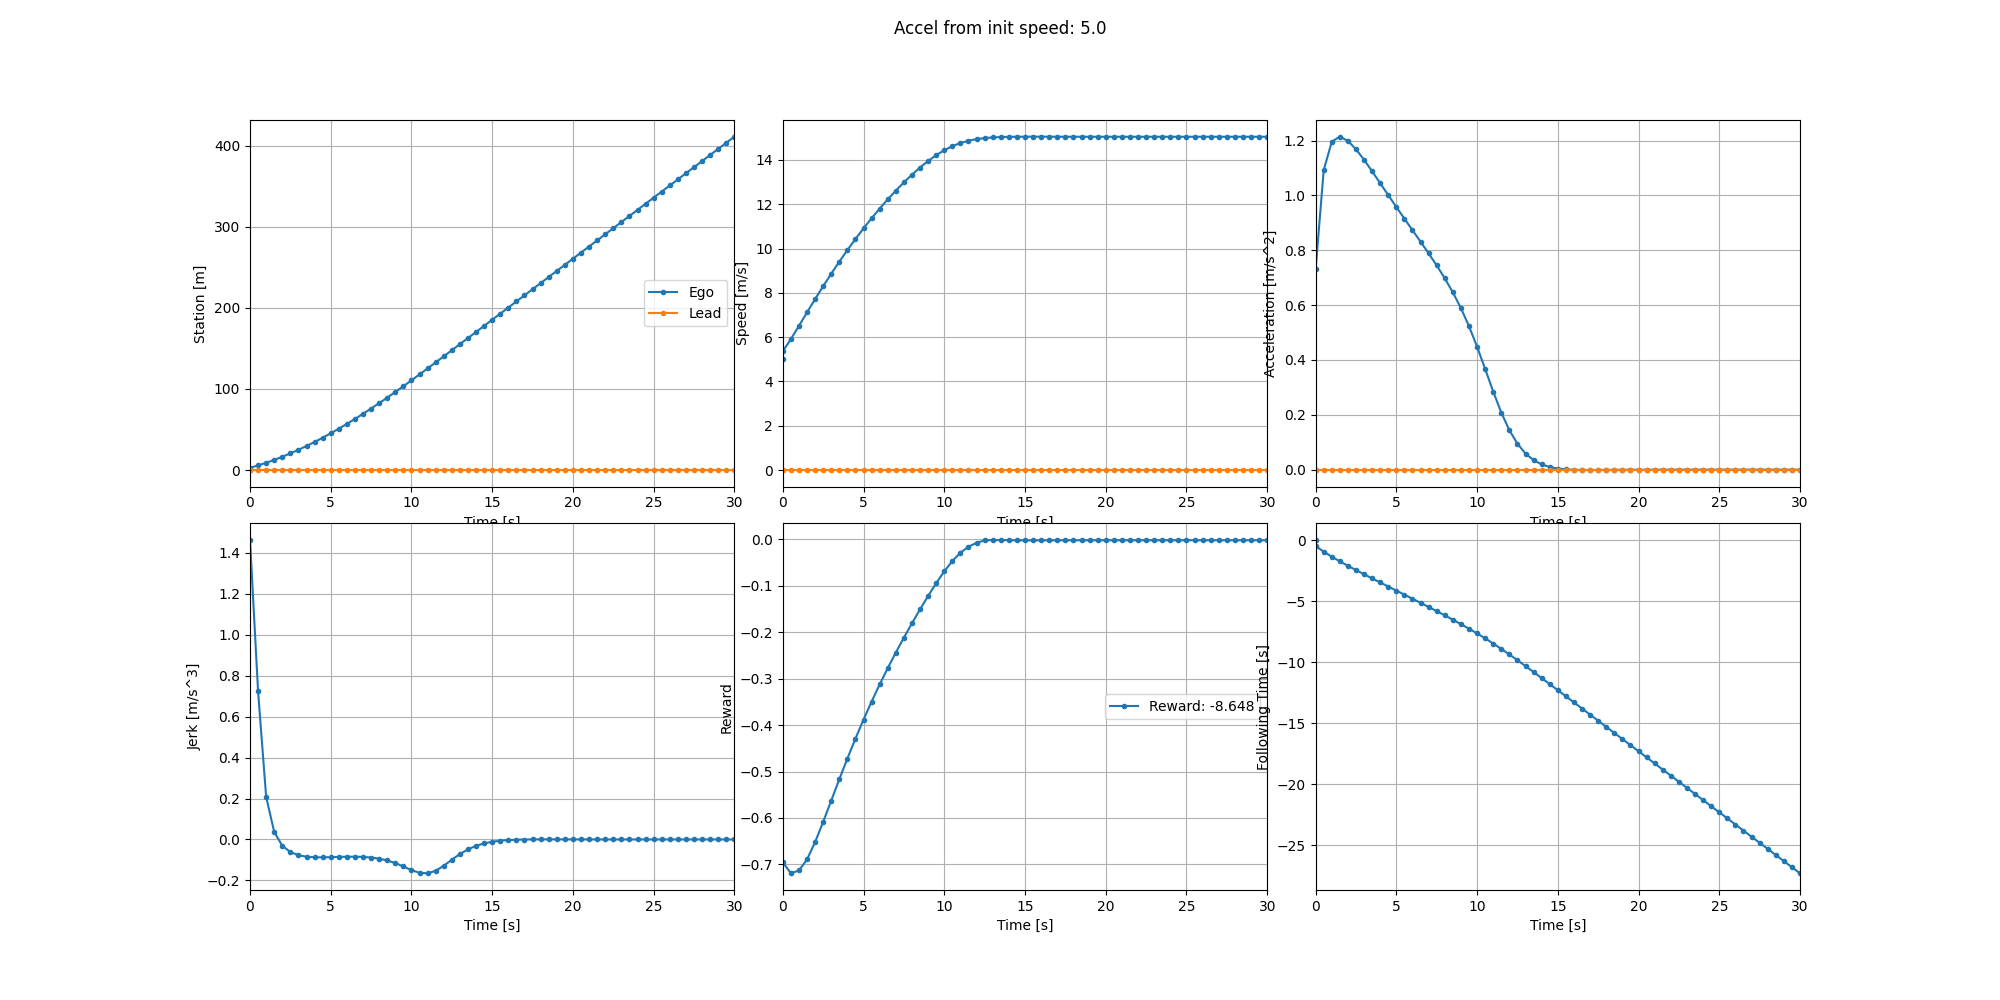 Accel from init speed: 5.0
400
300
200
100
0
Station [m]
Ego
Lead
0 5 10 15 20 25 30
Time [s]
14
12
10
8
6
4
2
0
Speed [m/s]
0 5 10 15 20 25 30
Time [s]
1.2
1.0
0.8
0.6
0.4
0.2
0.0
Acceleration [m/s^2]
0 5 10 15 20 25 30
Time [s]
1.4
1.2
1.0
0.8
0.6
0.4
0.2
0.0
−0.2
Jerk [m/s^3]
0 5 10 15 20 25 30
Time [s]
0.0
−0.1
−0.2
−0.3
−0.4
−0.5
−0.6
−0.7
Reward
Reward: -8.648
0 5 10 15 20 25 30
Time [s]
0
−5
−10
−15
−20
−25
Following Time [s]
0 5 10 15 20 25 30
Time [s]